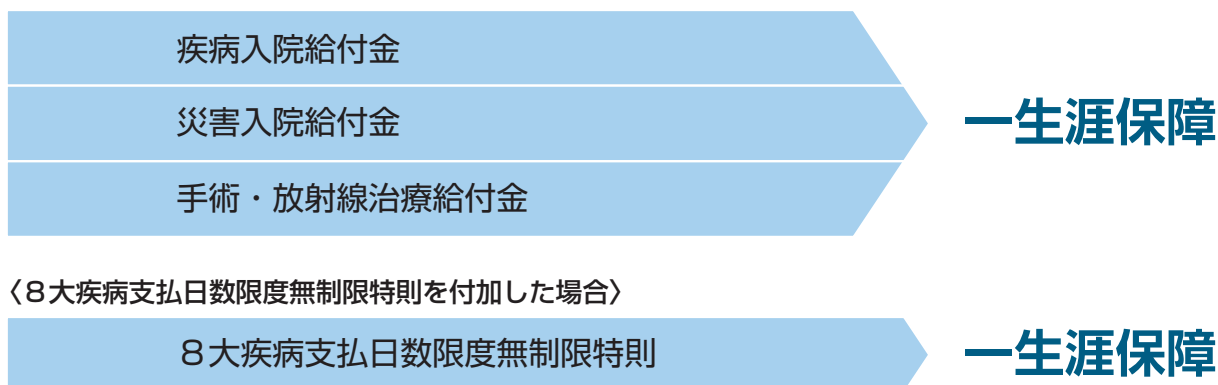 疾病入院給付金
災害入院給付金
一生涯保障
手術・放射線治療給付金
〈８大疾病支払日数限度無制限特則を付加した場合〉
８大疾病支払日数限度無制限特則
一生涯保障